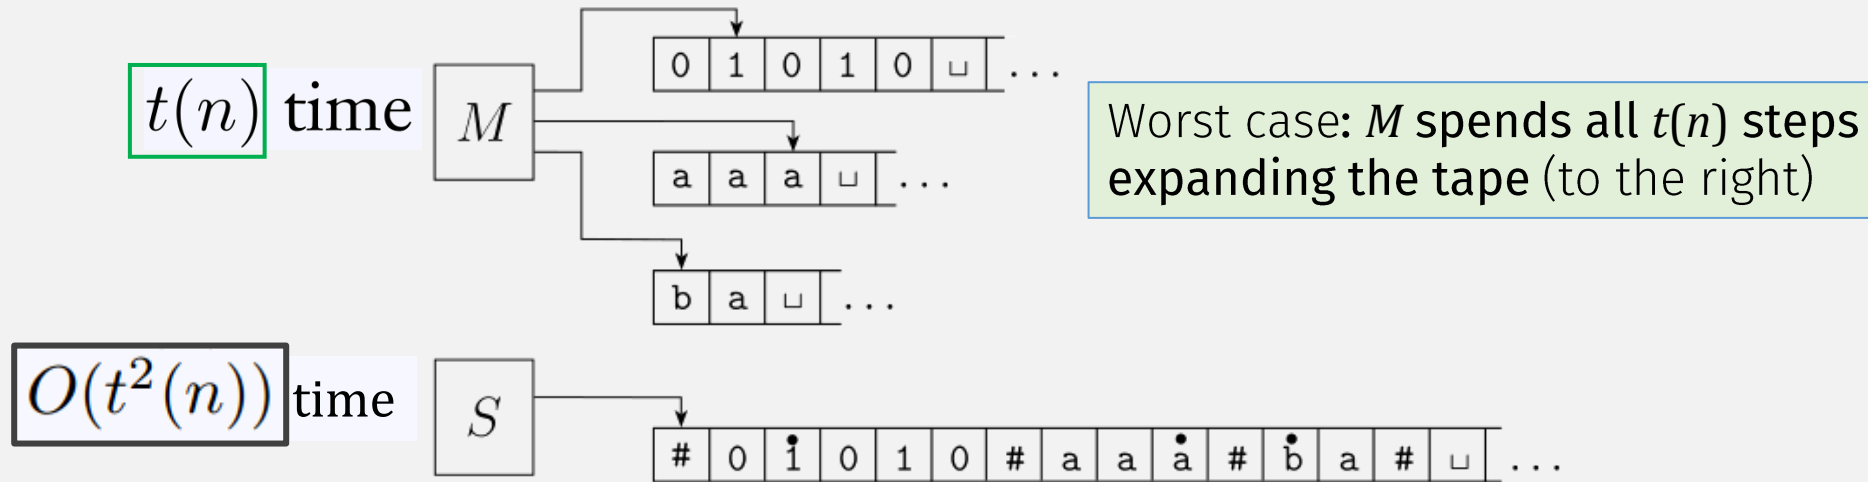 0 1 0 1 0 ␣ ...
t(n) time
M
Worst case: M spends all t(n) steps
expanding the tape (to the right)
a a a ␣ ...
b a ␣ ...
O(t²(n)) time
S
# 0 i̇ 0 1 0 # a a ȧ # ḃ a # ␣ ...